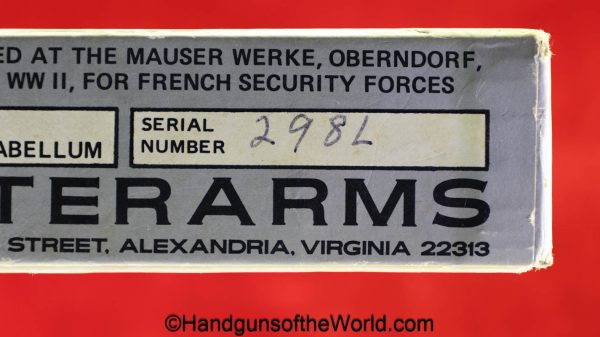 ED AT THE MAUSER WERKE, OBERNDORF,
WW II, FOR FRENCH SECURITY FORCES
ABELLUM
SERIAL NUMBER 298L
TERARMS
STREET, ALEXANDRIA, VIRGINIA 22313
©HandgunsoftheWorld.com